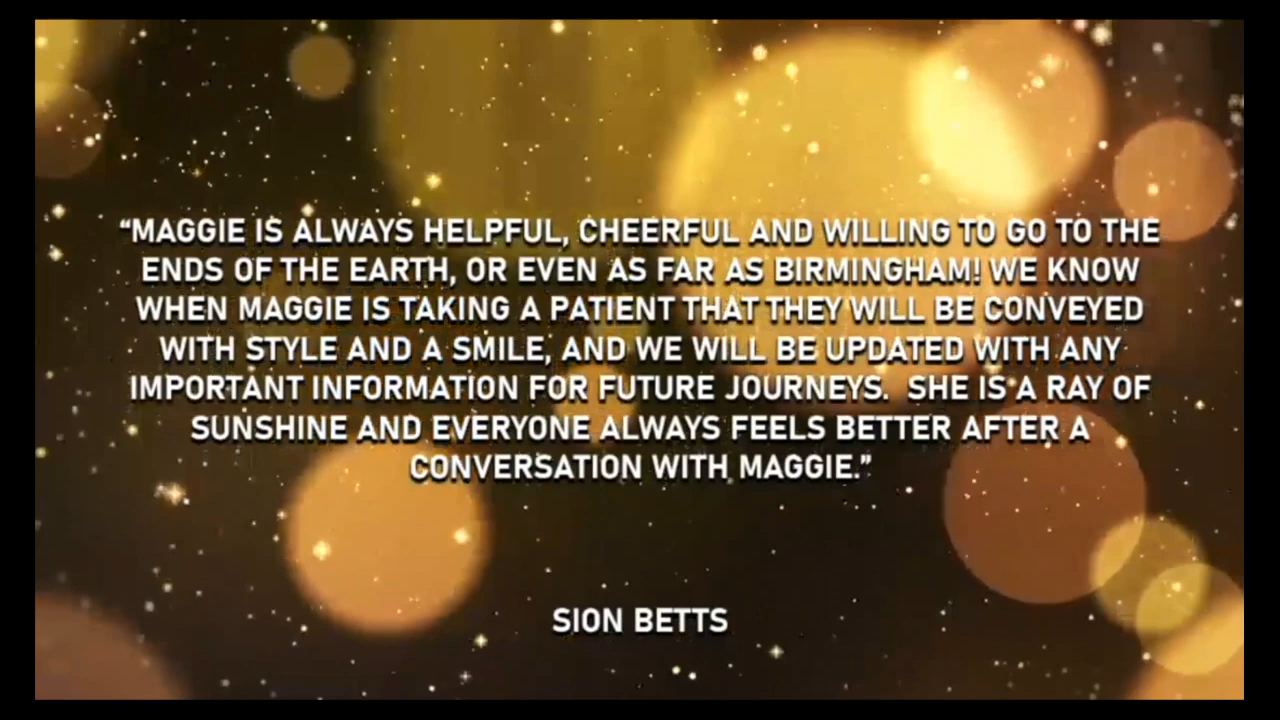 “MAGGIE IS ALWAYS HELPFUL, CHEERFUL AND WILLING TO GO TO THE
ENDS OF THE EARTH, OR EVEN AS FAR AS BIRMINGHAM! WE KNOW
WHEN MAGGIE IS TAKING A PATIENT THAT THEY WILL BE CONVEYED
WITH STYLE AND A SMILE, AND WE WILL BE UPDATED WITH ANY
IMPORTANT INFORMATION FOR FUTURE JOURNEYS.  SHE IS A RAY OF
SUNSHINE AND EVERYONE ALWAYS FEELS BETTER AFTER A
CONVERSATION WITH MAGGIE.”
SION BETTS